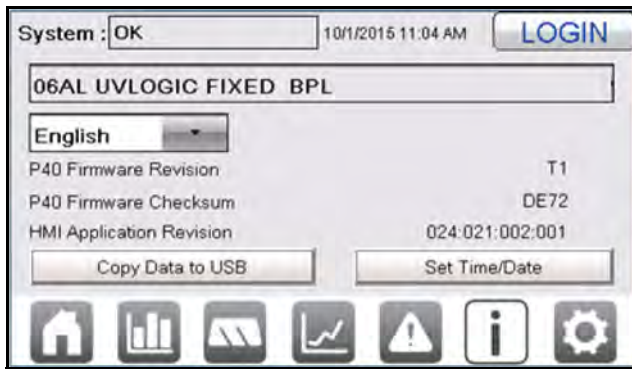 System : OK 10/1/2015 11:04 AM LOGIN
06AL UVLOGIC FIXED BPL
English
P40 Firmware Revision T1
P40 Firmware Checksum DE72
HMI Application Revision 024:021:002:001
Copy Data to USB Set Time/Date